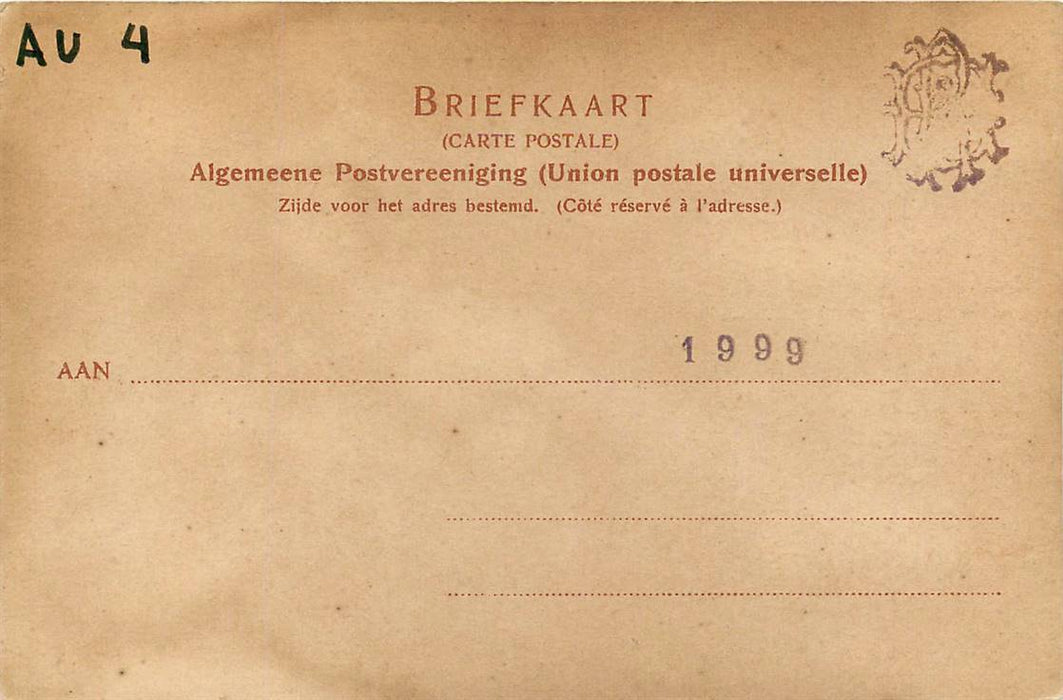 AU 4
BRIEFKAART
(CARTE POSTALE)
Algemeene Postvereeniging (Union postale universelle)
Zijde voor het adres bestemd. (Côté réservé à l'adresse.)
1999
AAN